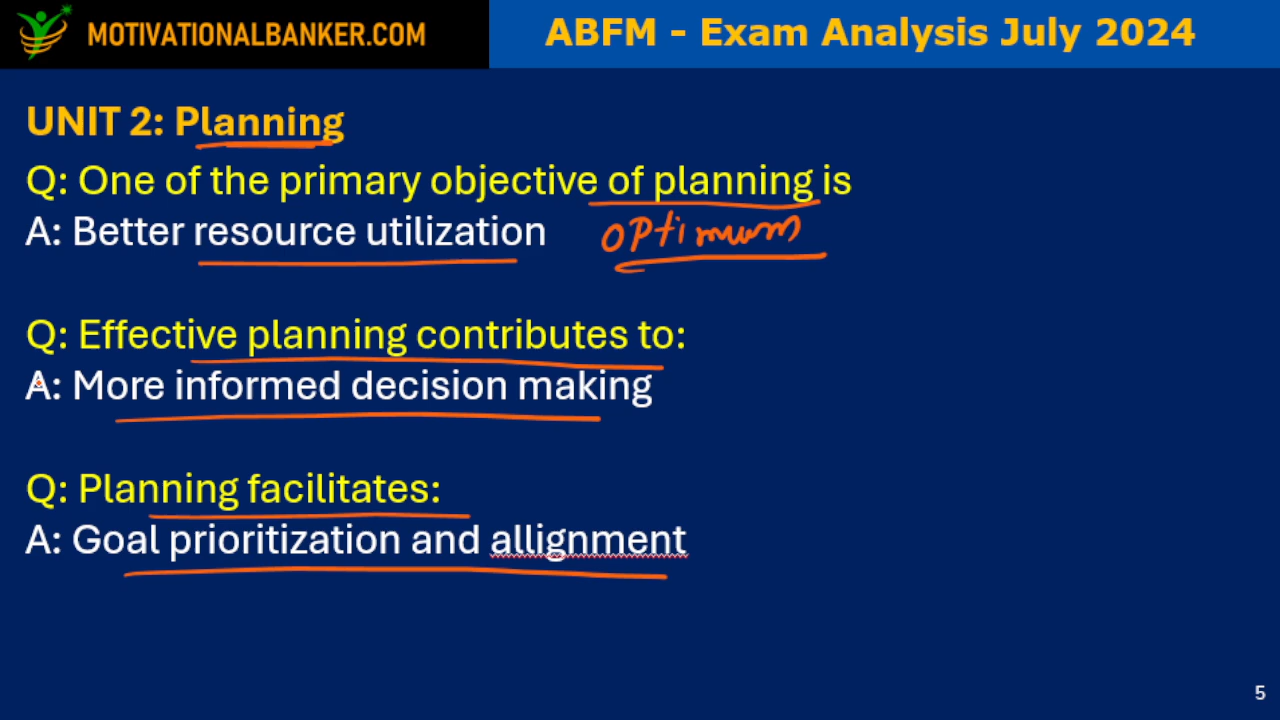 MOTIVATIONALBANKER.COM
ABFM - Exam Analysis July 2024
UNIT 2: Planning
Q: One of the primary objective of planning is
A: Better resource utilization
optimum
Q: Effective planning contributes to:
A: More informed decision making
Q: Planning facilitates:
A: Goal prioritization and allignment
5